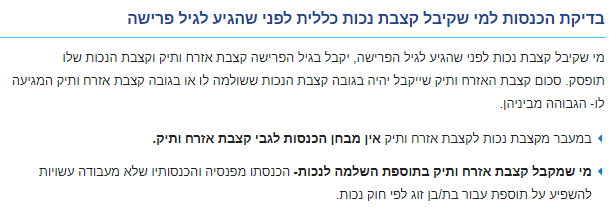 בדיקת הכנסות למי שקיבל קצבת נכות כללית לפני שהגיע לגיל פרישה
מי שקיבל קצבת נכות לפני שהגיע לגיל הפרישה, יקבל בגיל הפרישה קצבת אזרח ותיק וקצבת הנכות שלו
תופסק. סכום קצבת האזרח ותיק שייקבל יהיה בגובה קצבת הנכות ששולמה לו או בגובה קצבת אזרח ותיק המגיעה
לו- הגבוהה מביניהן.
במעבר מקצבת נכות לקצבת אזרח ותיק אין מבחן הכנסות לגבי קצבת אזרח ותיק.
מי שמקבל קצבת אזרח ותיק בתוספת השלמה לנכות- הכנסתו מפנסיה והכנסותיו שלא מעבודה עשויות
להשפיע על תוספת עבור בת/בן זוג לפי חוק נכות.